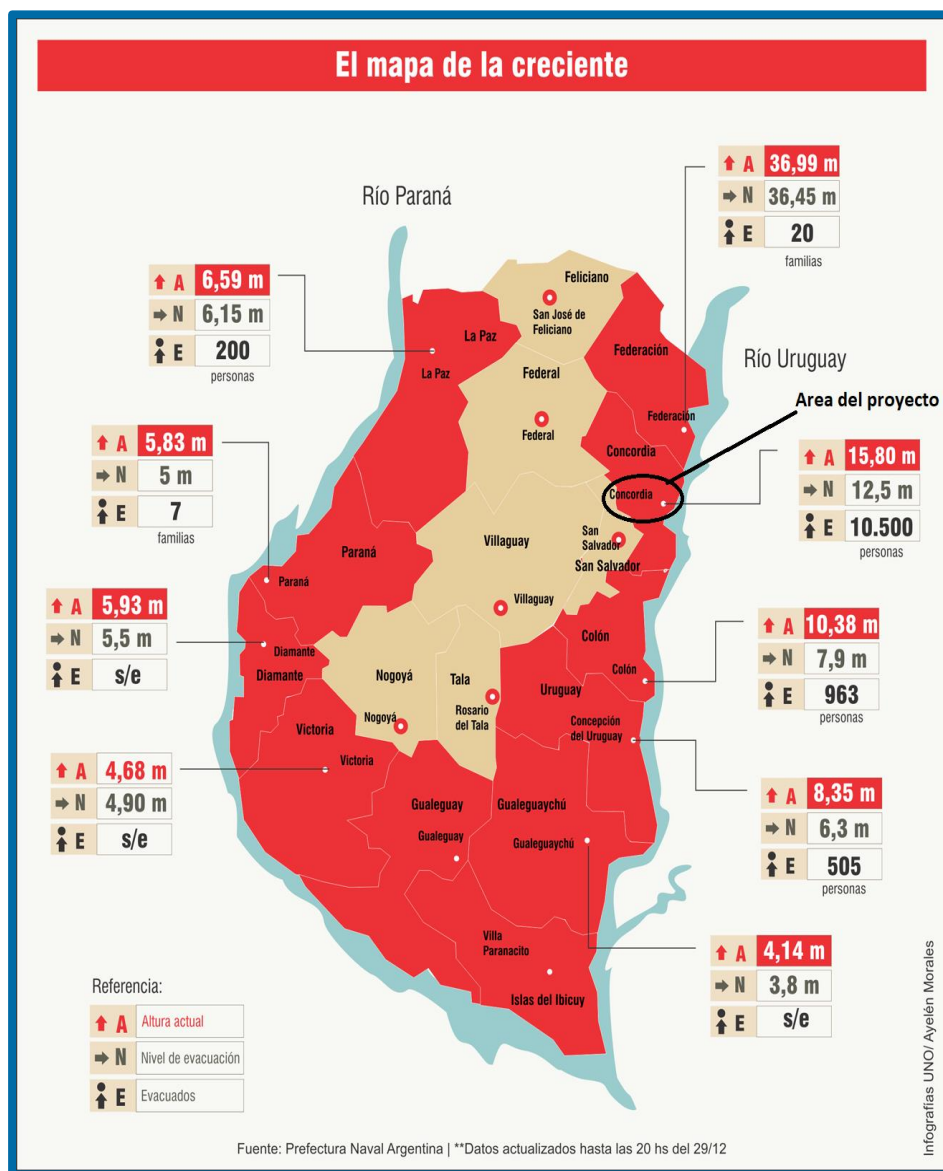 El mapa de la creciente
Río Paraná
A 36,99 m
N 36,45 m
E 20
familias
A 6,59 m
N 6,15 m
E 200
personas
Feliciano
San José de
Feliciano
La Paz
La Paz
Federación
Federal
Federal
Río Uruguay
Area del proyecto
Federación
Concordia
Concordia
A 5,83 m
N 5 m
E 7
familias
A 15,80 m
N 12,5 m
E 10.500
personas
Villaguay
San
Salvador
San Salvador
Paraná
Paraná
Villaguay
A 5,93 m
N 5,5 m
E s/e
Diamante
Diamante
Colón
Colón
A 10,38 m
N 7,9 m
E 963
personas
Nogoyá
Nogoyá
Tala
Rosario
del Tala
Uruguay
Concepción
del Uruguay
Victoria
Victoria
A 4,68 m
N 4,90 m
E s/e
A 8,35 m
N 6,3 m
E 505
personas
Gualeguay
Gualeguay
Gualeguaychú
Gualeguaychú
Villa
Paranacito
Islas del Ibicuy
A 4,14 m
N 3,8 m
E s/e
Referencia:
A Altura actual
N Nivel de evacuación
E Evacuados
Fuente: Prefectura Naval Argentina | **Datos actualizados hasta las 20 hs del 29/12
Infografías UNO/ Ayelén Morales